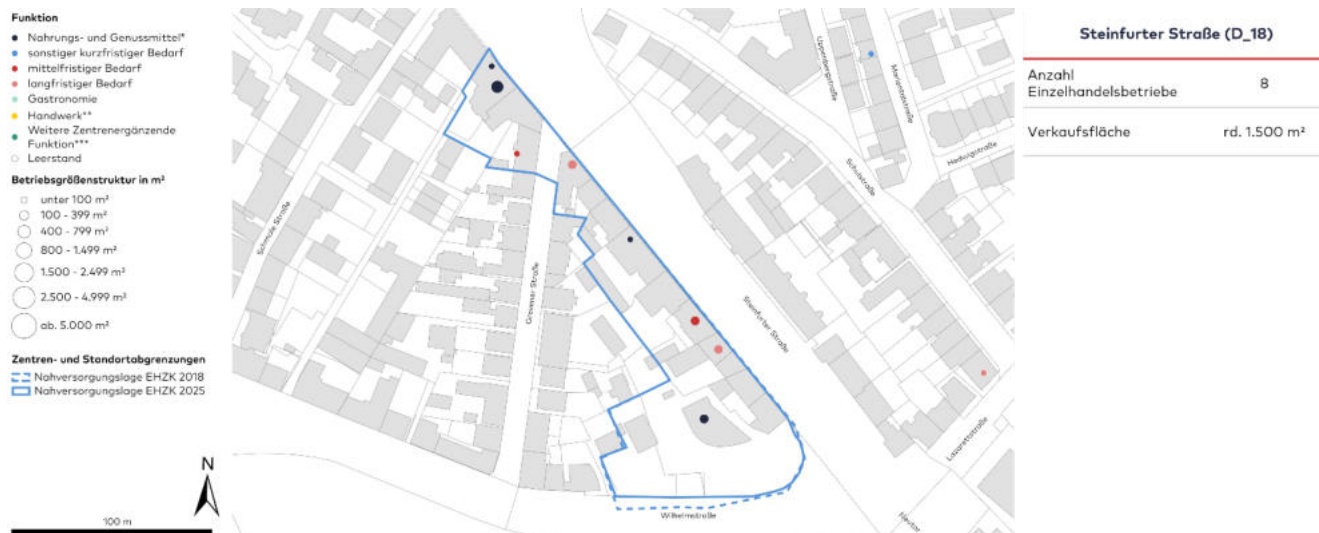 Funktion
Nahrungs- und Genussmittel*
sonstiger kurzfristiger Bedarf
mittelfristiger Bedarf
langfristiger Bedarf
Gastronomie
Handwerk**
Weitere Zentrenergänzende
Funktion***
Leerstand
Betriebsgrößenstruktur in m²
unter 100 m²
100 - 399 m²
400 - 799 m²
800 - 1.499 m²
1.500 - 2.499 m²
2.500 - 4.999 m²
ab. 5.000 m²
Zentren- und Standortabgrenzungen
Nahversorgungslage EHZK 2018
Nahversorgungslage EHZK 2025
N
100 m
Schmale Straße
Grevener Straße
Steinfurter Straße
Wilhelmstraße
Uppenbergstraße
Mariantalstraße
Hedwigstraße
Schulstraße
Lazarettstraße
Steinfurter Straße (D_18)
Anzahl
Einzelhandelsbetriebe 8
Verkaufsfläche rd. 1.500 m²